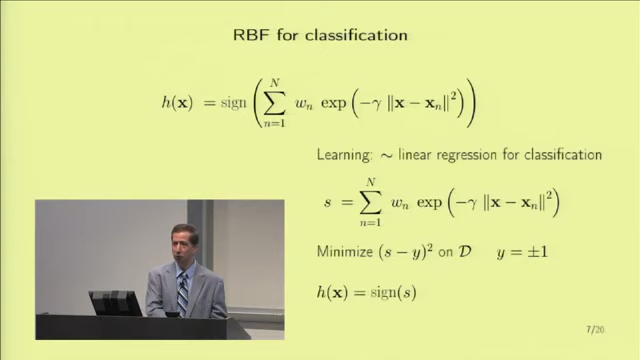 RBF for classification
h(x) = sign( ∑_{n=1}^{N} w_n exp( −γ ‖x − x_n‖² ) )
Learning: ∼ linear regression for classification
s = ∑_{n=1}^{N} w_n exp( −γ ‖x − x_n‖² )
Minimize (s − y)² on 𝒟 y = ±1
h(x) = sign(s)
7/20